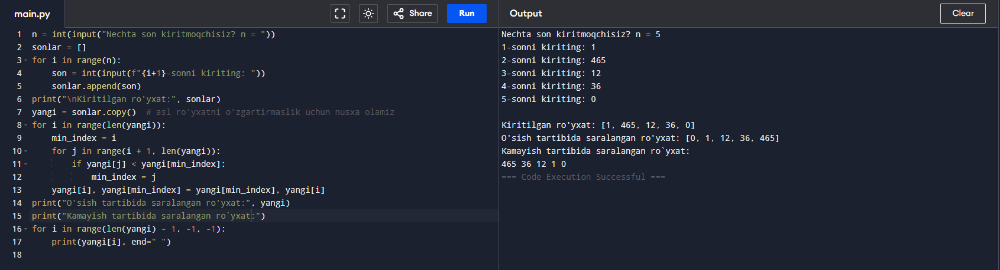 main.py
Share
Run
Output
Clear
1 n = int(input("Nechta son kiritmoqchisiz? n = "))
2 sonlar = []
3 for i in range(n):
4     son = int(input(f"{i+1}-sonni kiriting: "))
5     sonlar.append(son)
6 print("\nKiritilgan ro'yxat:", sonlar)
7 yangi = sonlar.copy()  # asl ro'yxatni o'zgartirmaslik uchun nusxa olamiz
8 for i in range(len(yangi)):
9     min_index = i
10     for j in range(i + 1, len(yangi)):
11         if yangi[j] < yangi[min_index]:
12             min_index = j
13     yangi[i], yangi[min_index] = yangi[min_index], yangi[i]
14 print("O'sish tartibida saralangan ro'yxat:", yangi)
15 print("Kamayish tartibida saralangan ro`yxat:")
16 for i in range(len(yangi) - 1, -1, -1):
17     print(yangi[i], end=" ")
18
Nechta son kiritmoqchisiz? n = 5
1-sonni kiriting: 1
2-sonni kiriting: 465
3-sonni kiriting: 12
4-sonni kiriting: 36
5-sonni kiriting: 0
Kiritilgan ro'yxat: [1, 465, 12, 36, 0]
O'sish tartibida saralangan ro'yxat: [0, 1, 12, 36, 465]
Kamayish tartibida saralangan ro`yxat:
465 36 12 1 0
=== Code Execution Successful ===